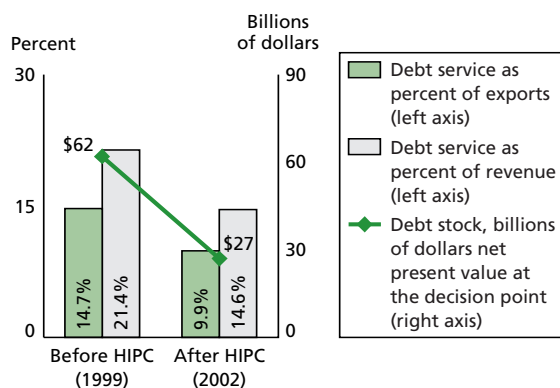 Percent
Billions
of dollars
30
15
0
90
60
30
0
$62
$27
14.7%
21.4%
9.9%
14.6%
Before HIPC
(1999)
After HIPC
(2002)
Debt service as
percent of exports
(left axis)
Debt service as
percent of revenue
(left axis)
Debt stock, billions
of dollars net
present value at
the decision point
(right axis)